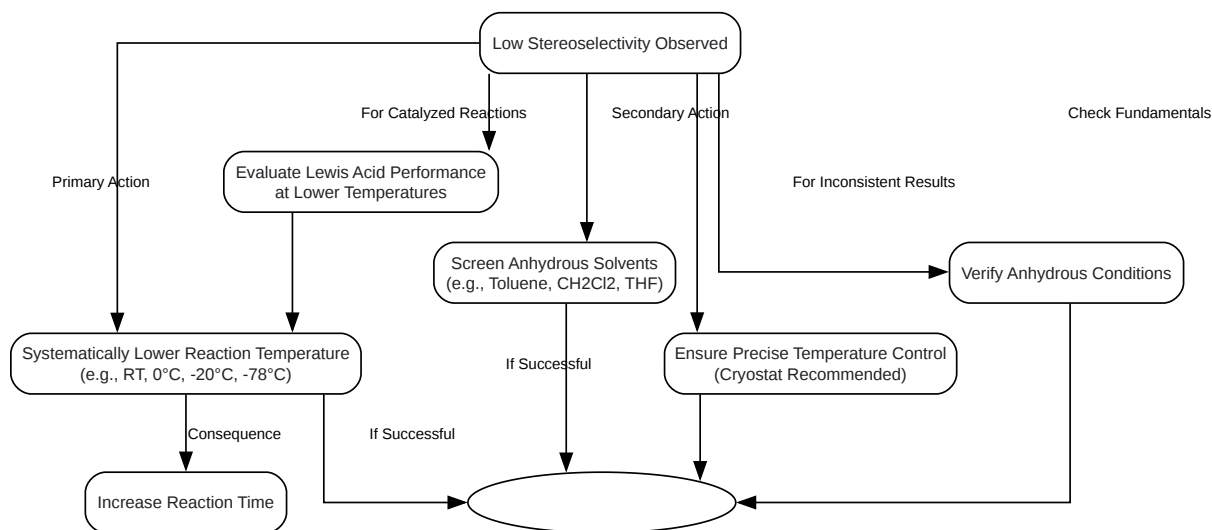 Low Stereoselectivity Observed
For Catalyzed Reactions
Secondary Action
Check Fundamentals
Evaluate Lewis Acid Performance
at Lower Temperatures
Primary Action
For Inconsistent Results
Screen Anhydrous Solvents
(e.g., Toluene, CH2Cl2, THF)
Verify Anhydrous Conditions
Systematically Lower Reaction Temperature
(e.g., RT, 0°C, -20°C, -78°C)
If Successful
Ensure Precise Temperature Control
(Cryostat Recommended)
Consequence
If Successful
Increase Reaction Time